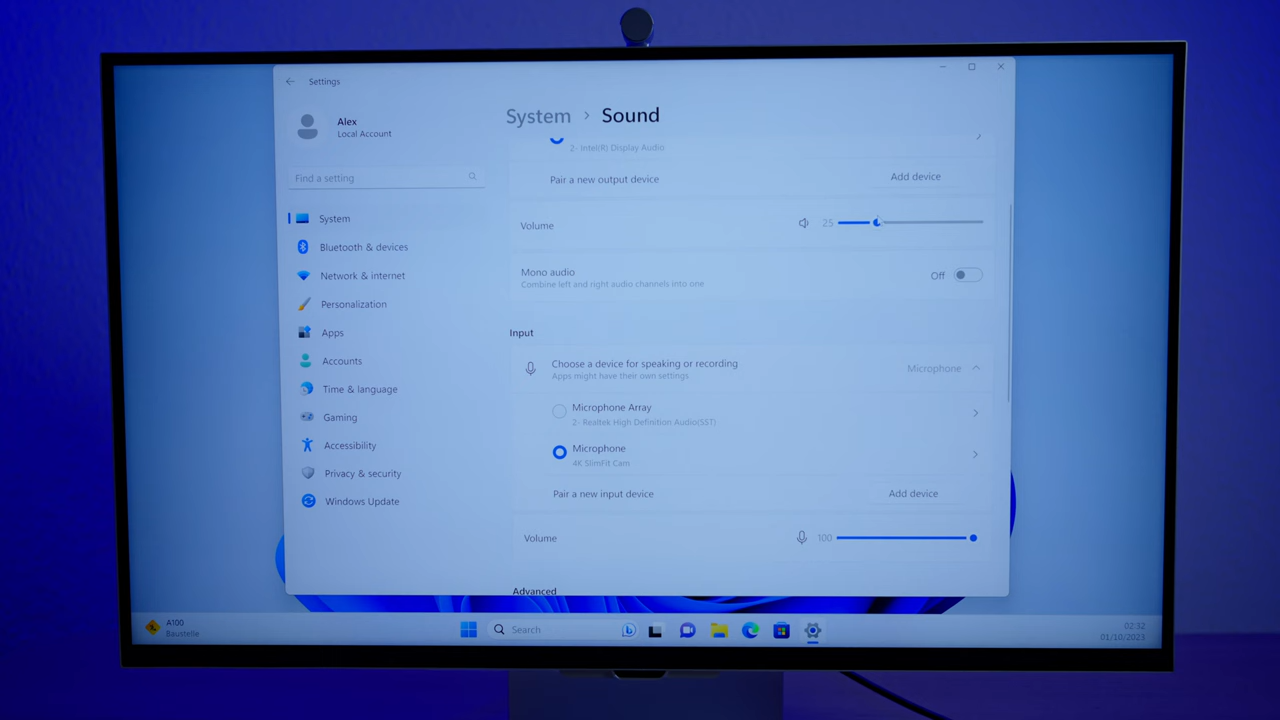 Settings
Alex
Local Account
Find a setting
System
Bluetooth & devices
Network & internet
Personalization
Apps
Accounts
Time & language
Gaming
Accessibility
Privacy & security
Windows Update
System > Sound
2- Intel(R) Display Audio
Pair a new output device
Add device
Volume
25
Mono audio
Combine left and right audio channels into one
Off
Input
Choose a device for speaking or recording
Apps might have their own settings
Microphone
Microphone Array
2- Realtek High Definition Audio(SST)
Microphone
4K SlimFit Cam
Pair a new input device
Add device
Volume
100
Advanced
A100
Baustelle
Search
02:32
01/10/2023